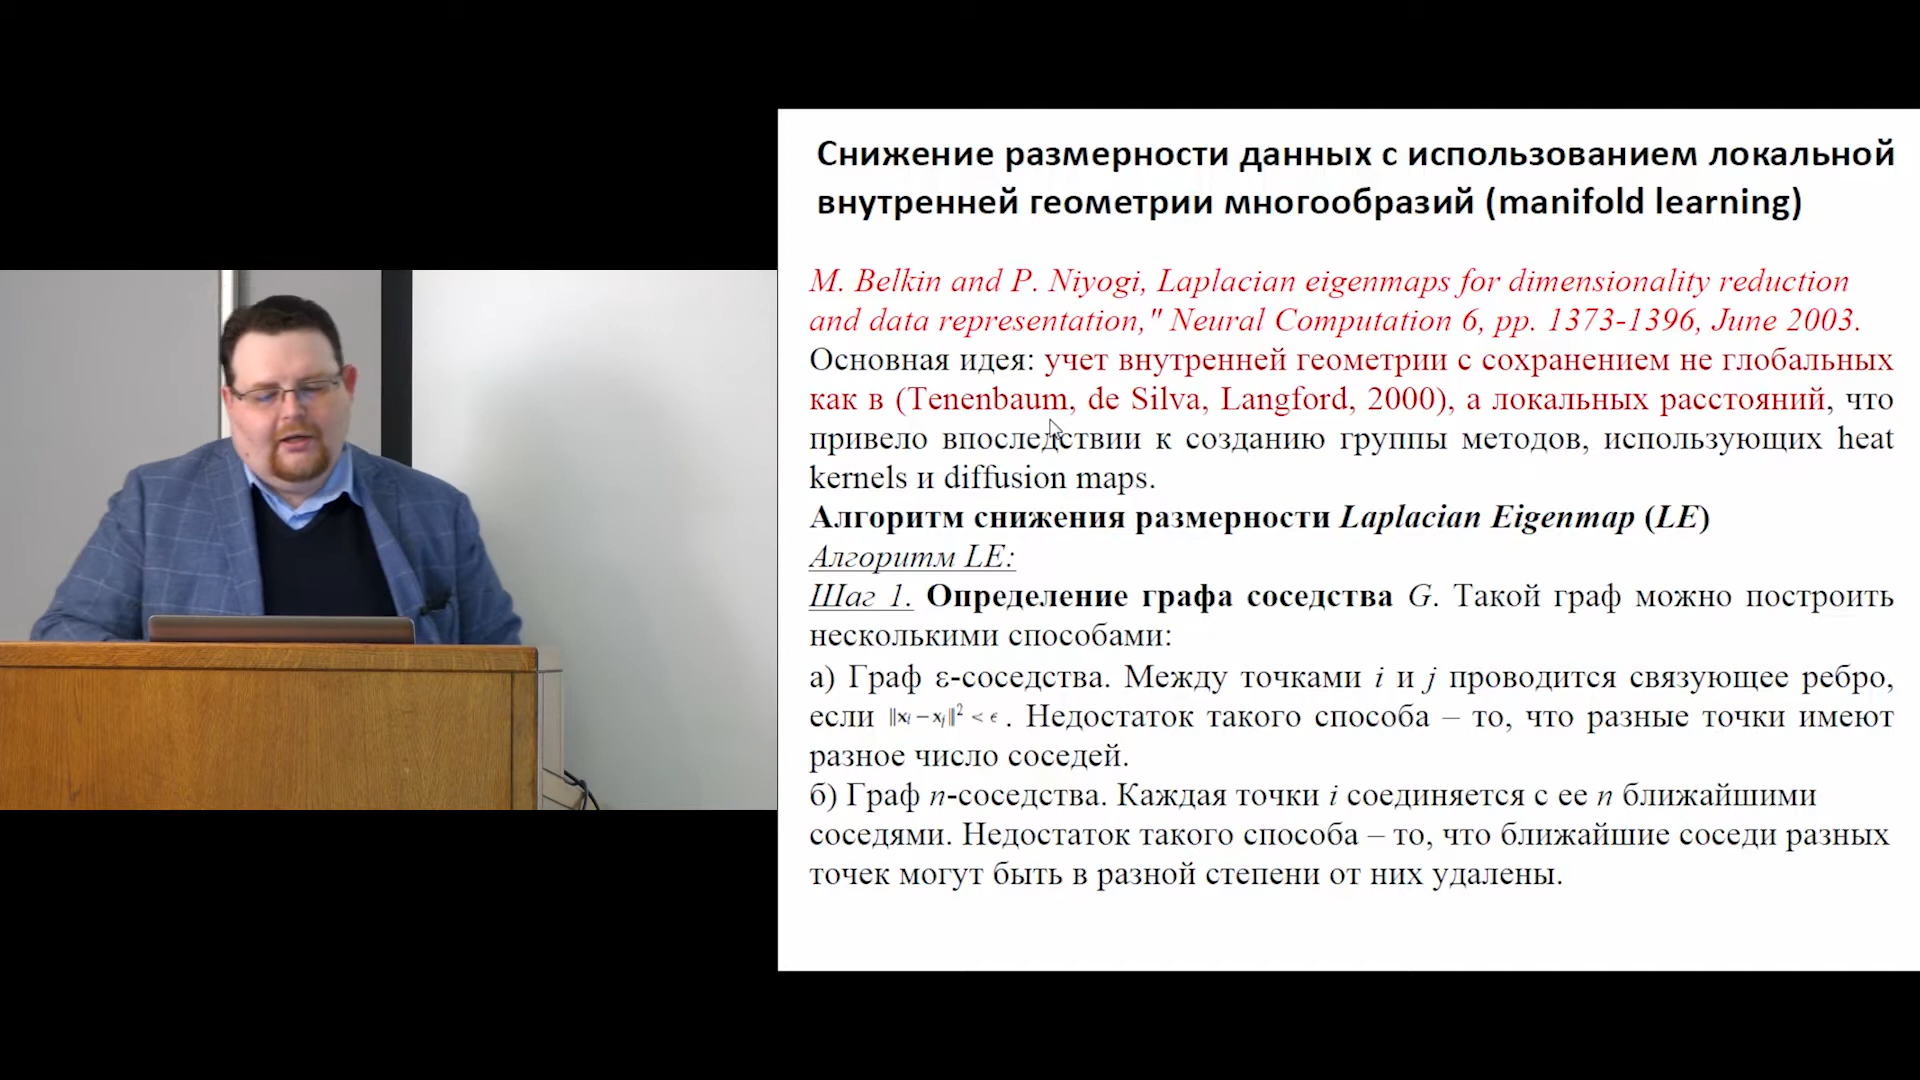 Снижение размерности данных с использованием локальной
внутренней геометрии многообразий (manifold learning)
M. Belkin and P. Niyogi, Laplacian eigenmaps for dimensionality reduction
and data representation," Neural Computation 6, pp. 1373-1396, June 2003.
Основная идея: учет внутренней геометрии с сохранением не глобальных
как в (Tenenbaum, de Silva, Langford, 2000), а локальных расстояний, что
привело впоследствии к созданию группы методов, использующих heat
kernels и diffusion maps.
Алгоритм снижения размерности Laplacian Eigenmap (LE)
Алгоритм LE:
Шаг 1. Определение графа соседства G. Такой граф можно построить
несколькими способами:
а) Граф ε-соседства. Между точками i и j проводится связующее ребро,
если ||xᵢ − xⱼ||² < ϵ. Недостаток такого способа – то, что разные точки имеют
разное число соседей.
б) Граф n-соседства. Каждая точки i соединяется с ее n ближайшими
соседями. Недостаток такого способа – то, что ближайшие соседи разных
точек могут быть в разной степени от них удалены.